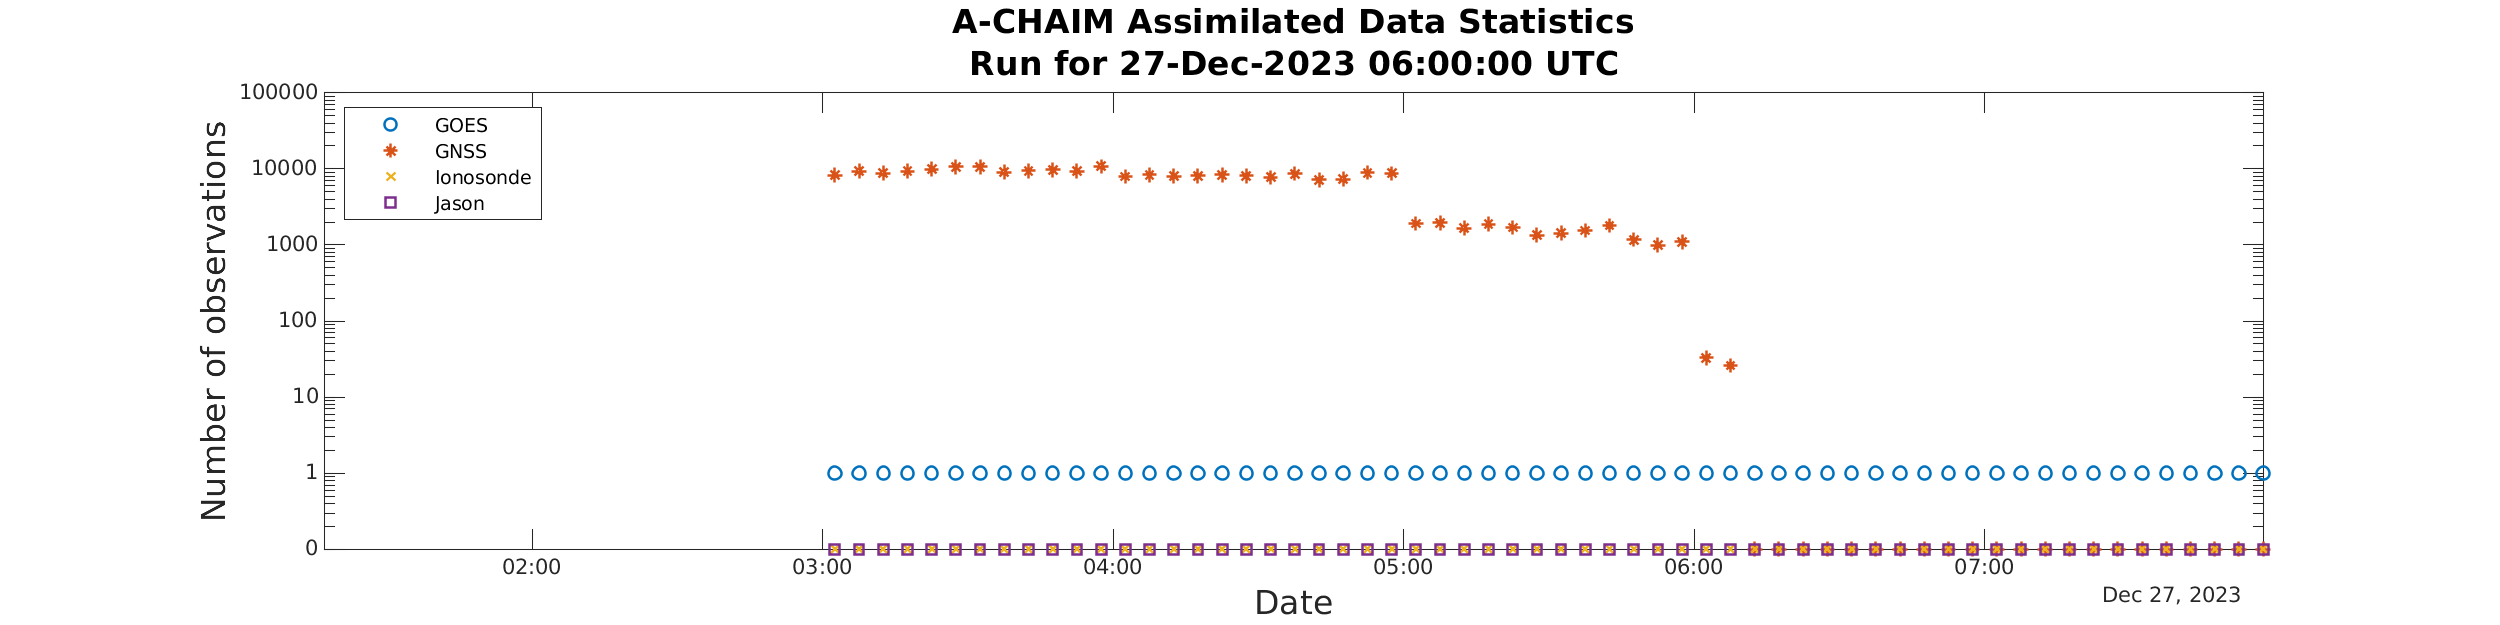 A-CHAIM Assimilated Data Statistics
Run for 27-Dec-2023 06:00:00 UTC
Number of observations
100000
10000
1000
100
10
1
0
GOES
GNSS
Ionosonde
Jason
02:00
03:00
04:00
05:00
06:00
07:00
Date
Dec 27, 2023